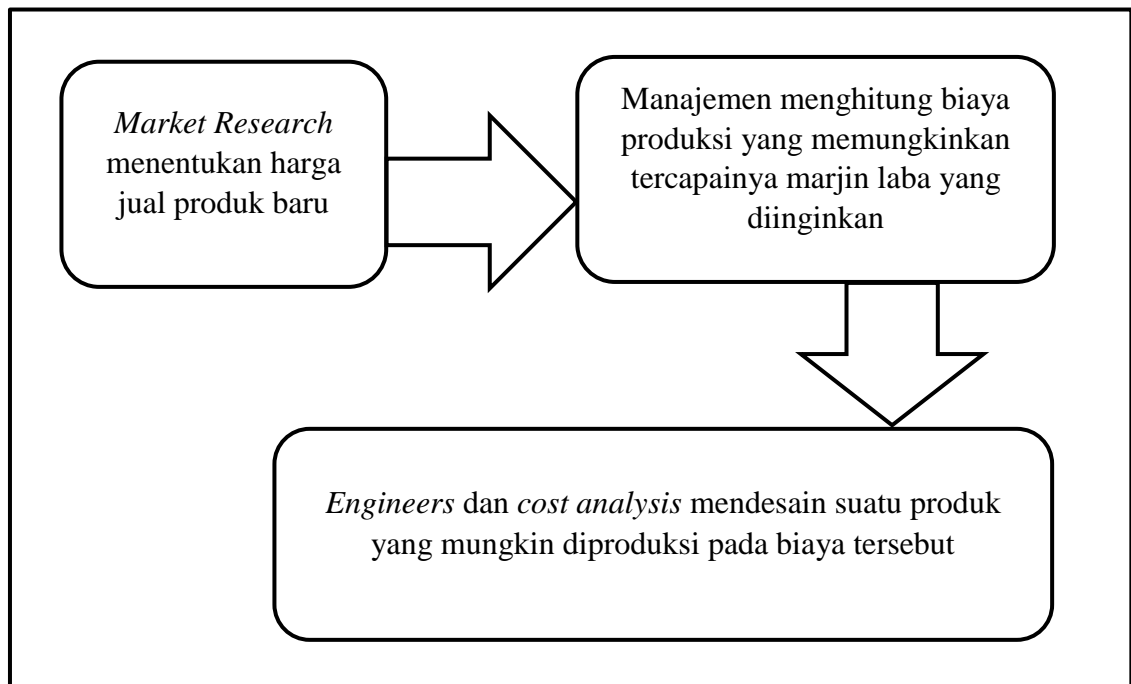 Market Research
menentukan harga
jual produk baru
Manajemen menghitung biaya
produksi yang memungkinkan
tercapainya marjin laba yang
diinginkan
Engineers dan cost analysis mendesain suatu produk
yang mungkin diproduksi pada biaya tersebut